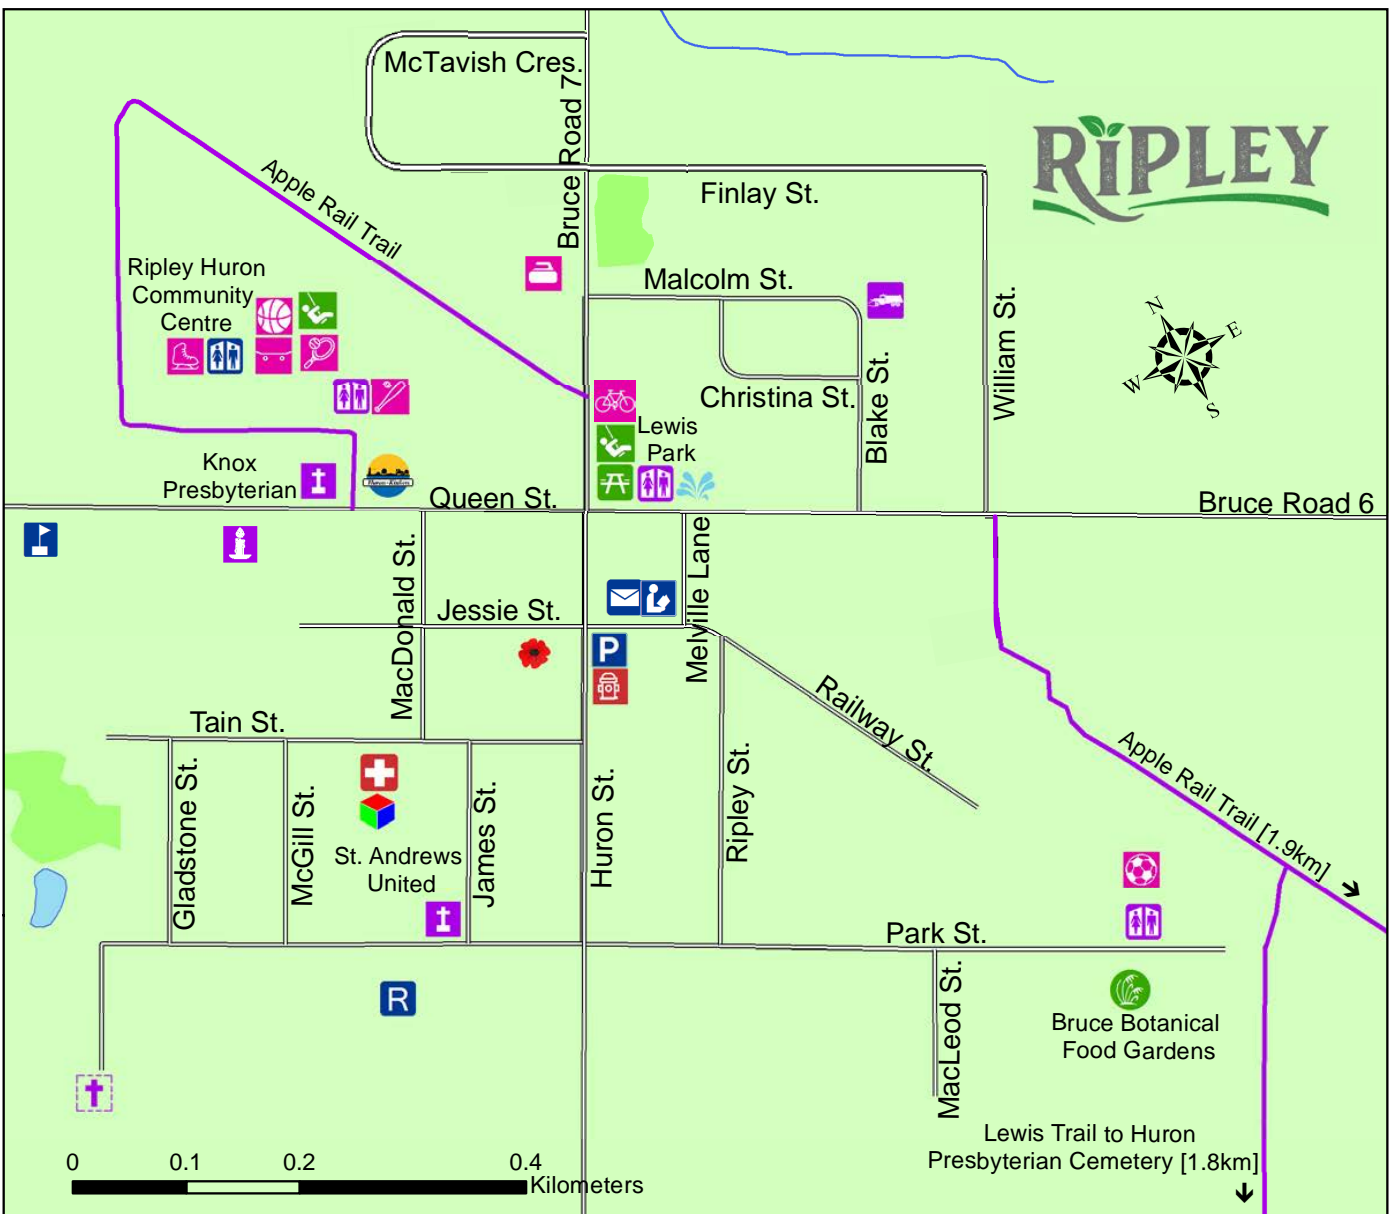 McTavish Cres.
Bruce Road 7
RiPLEY
Apple Rail Trail
Finlay St.
Ripley Huron
Community
Centre
Malcolm St.
William St.
N
E
W
S
Christina St.
Blake St.
Lewis
Park
Knox
Presbyterian
Queen St.
Bruce Road 6
MacDonald St.
Melville Lane
Jessie St.
P
Railway St.
Tain St.
Apple Rail Trail [1.9km]
Gladstone St.
McGill St.
James St.
Huron St.
Ripley St.
St. Andrews
United
Park St.
R
MacLeod St.
Bruce Botanical
Food Gardens
Lewis Trail to Huron
Presbyterian Cemetery [1.8km]
0 0.1 0.2 0.4
Kilometers